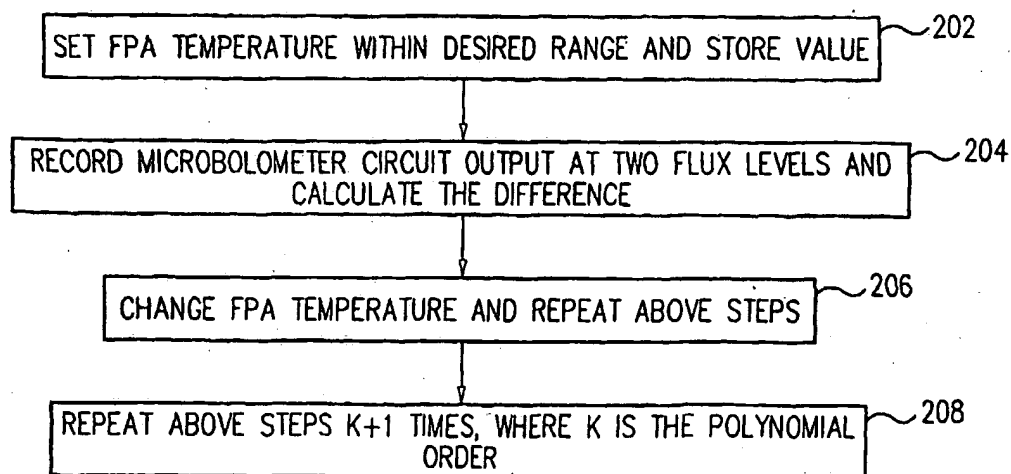 SET FPA TEMPERATURE WITHIN DESIRED RANGE AND STORE VALUE
202
RECORD MICROBOLOMETER CIRCUIT OUTPUT AT TWO FLUX LEVELS AND
CALCULATE THE DIFFERENCE
204
CHANGE FPA TEMPERATURE AND REPEAT ABOVE STEPS
206
REPEAT ABOVE STEPS K+1 TIMES, WHERE K IS THE POLYNOMIAL
ORDER
208